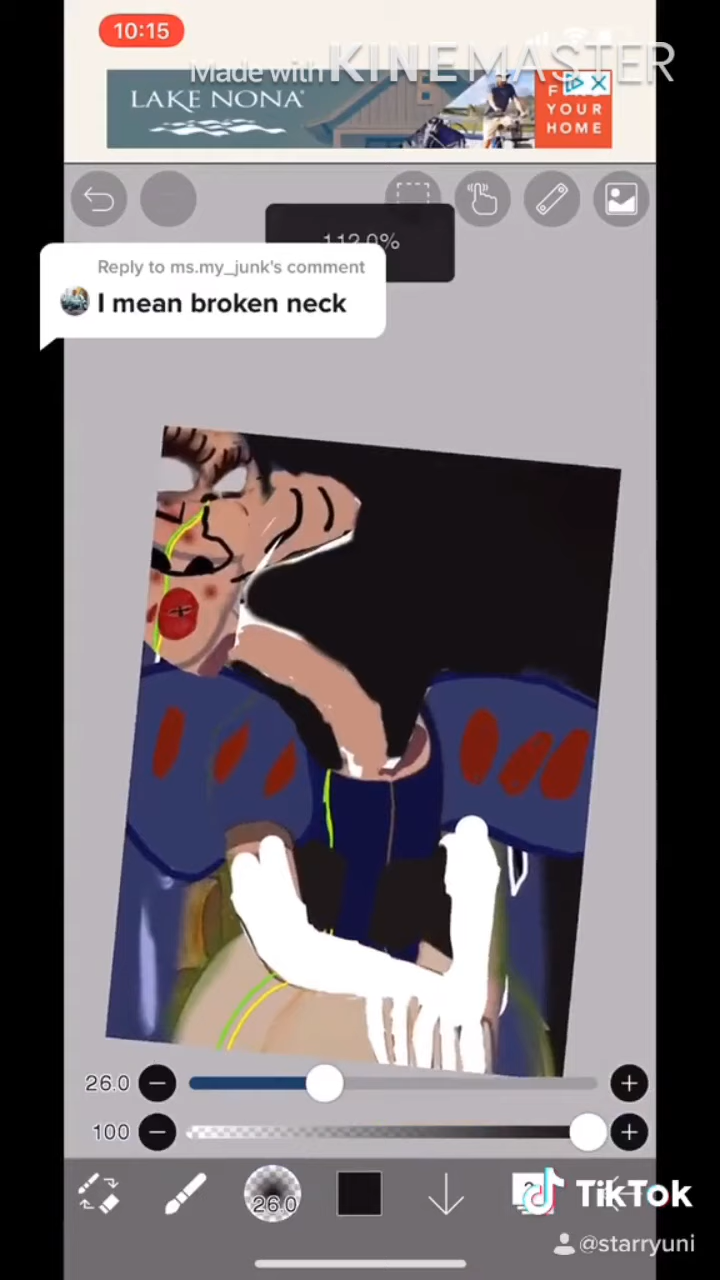 10:15
Made with KINEMASTER
LAKE NONA
YOUR
HOME
112.0%
Reply to ms.my_junk's comment
I mean broken neck
26.0
100
26.0
TikTok
@starryuni